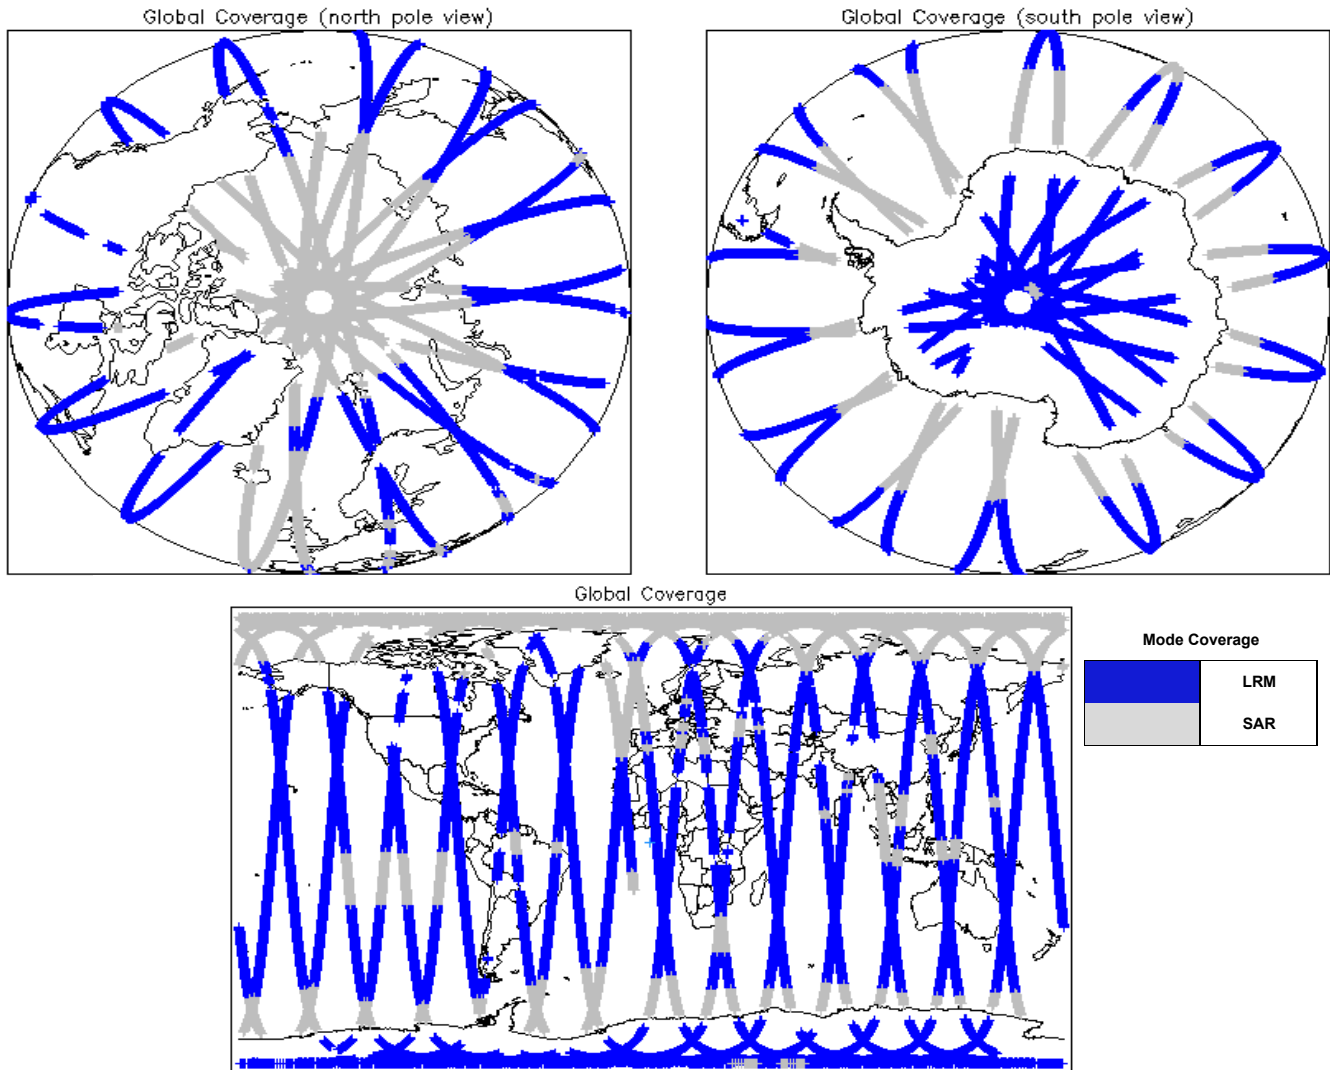 Global Coverage (north pole view)
Global Coverage (south pole view)
Global Coverage
Mode Coverage
LRM
SAR